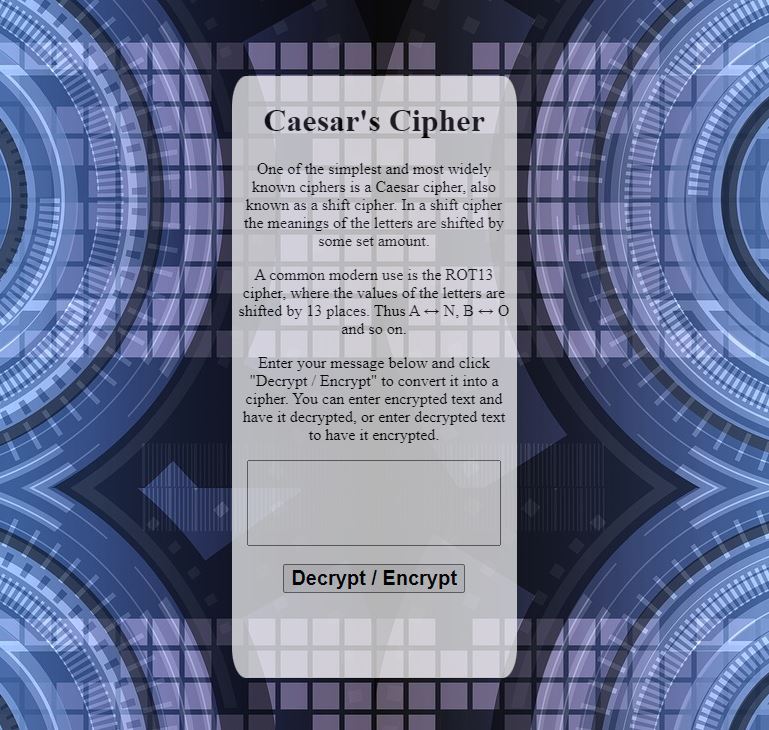 Caesar's Cipher
One of the simplest and most widely
known ciphers is a Caesar cipher, also
known as a shift cipher. In a shift cipher
the meanings of the letters are shifted by
some set amount.
A common modern use is the ROT13
cipher, where the values of the letters are
shifted by 13 places. Thus A ↔ N, B ↔ O
and so on.
Enter your message below and click
"Decrypt / Encrypt" to convert it into a
cipher. You can enter encrypted text and
have it decrypted, or enter decrypted text
to have it encrypted.
Decrypt / Encrypt